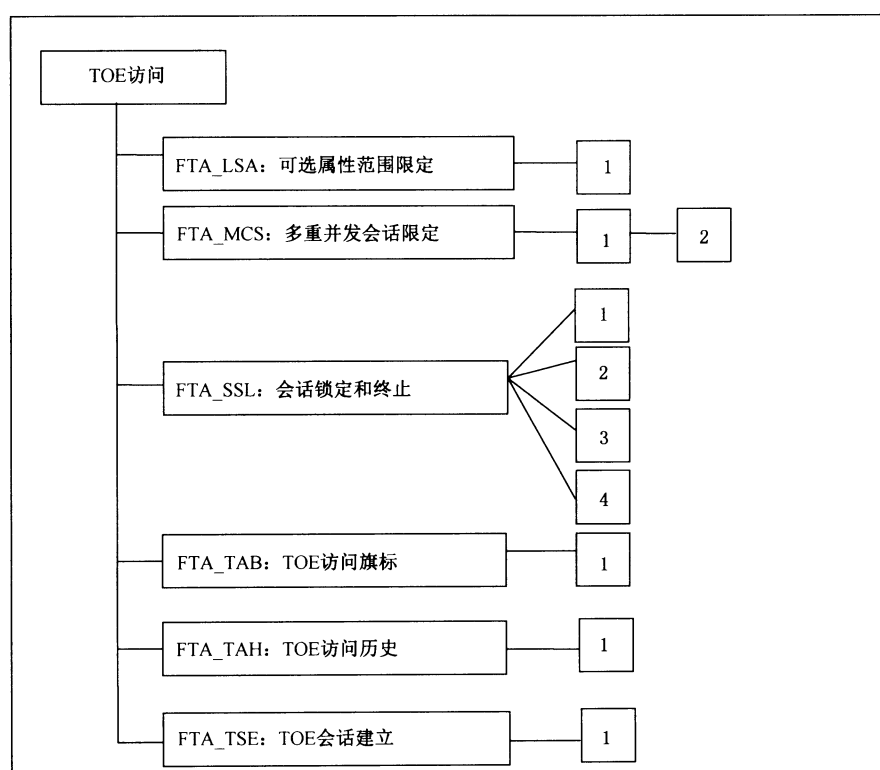 TOE访问
FTA_LSA：可选属性范围限定
1
FTA_MCS：多重并发会话限定
1
2
FTA_SSL：会话锁定和终止
1
2
3
4
FTA_TAB：TOE访问旗标
1
FTA_TAH：TOE访问历史
1
FTA_TSE：TOE会话建立
1